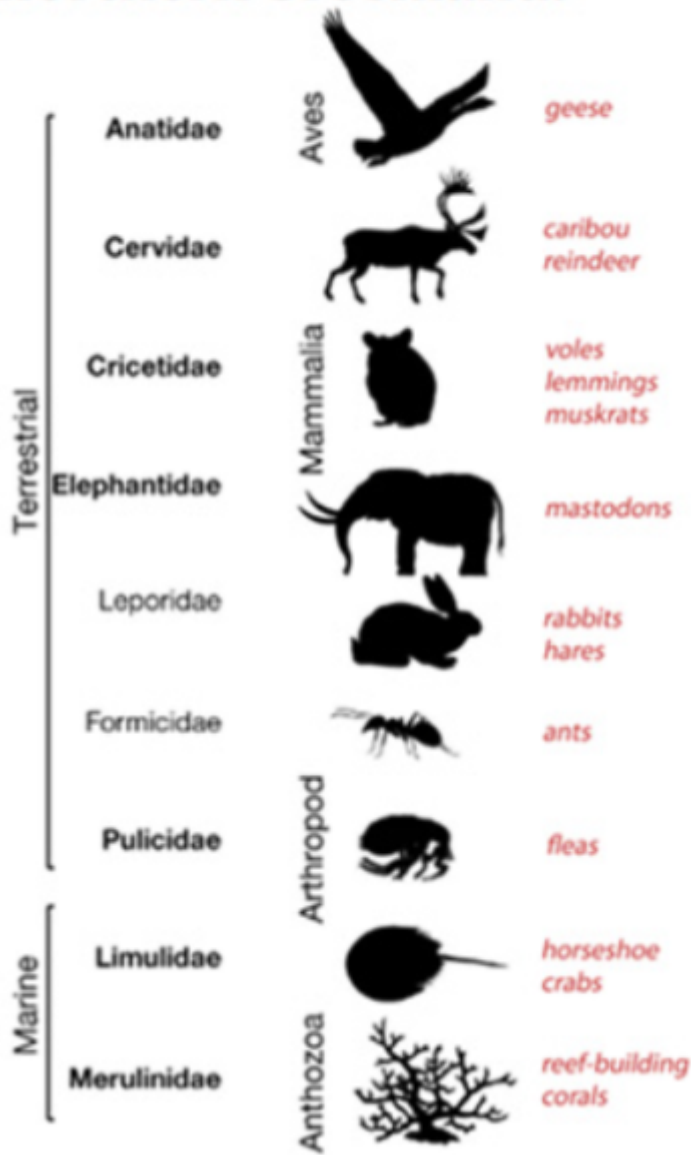 Terrestrial
Anatidae
Aves
geese
Cervidae
caribou
reindeer
Mammalia
Cricetidae
voles
lemmings
muskrats
Elephantidae
mastodons
Leporidae
rabbits
hares
Formicidae
ants
Arthropod
Pulicidae
fleas
Marine
Limulidae
horseshoe
crabs
Anthozoa
Merulinidae
reef-building
corals